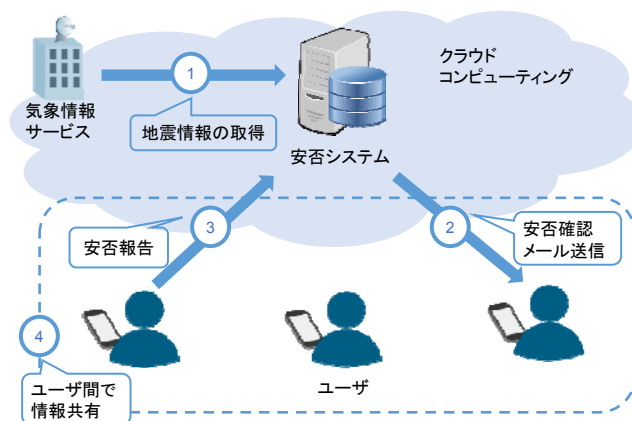 クラウド
コンピューティング
1
気象情報
サービス
地震情報の取得
安否システム
安否報告
3
2
安否確認
メール送信
4
ユーザ間で
情報共有
ユーザ